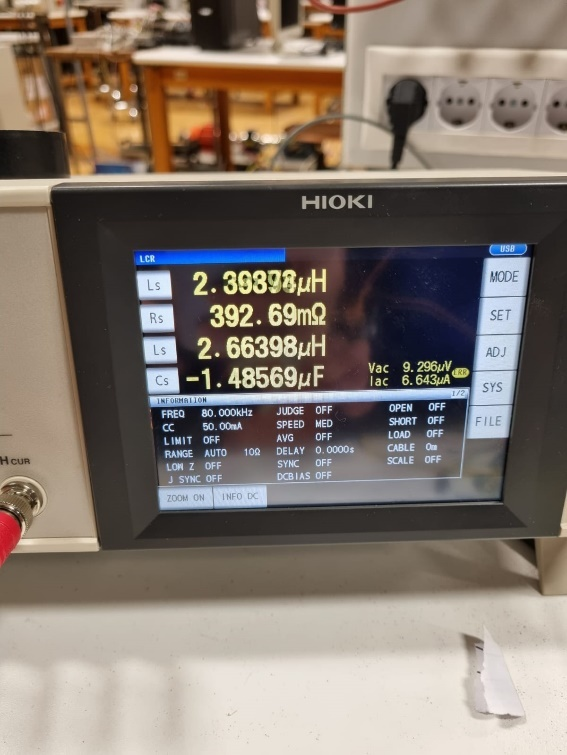 HIOKI
LCR
USB
Ls 2.39898μH
MODE
Rs 392.69mΩ
SET
Ls 2.66398μH
ADJ
Cs -1.48569μF
Vac 9.296μV
Iac 6.643μA
SYS
INFORMATION 1/2
FILE
FREQ 80.000kHz JUDGE OFF OPEN OFF
CC 50.00mA SPEED MED SHORT OFF
LIMIT OFF AVG OFF LOAD OFF
RANGE AUTO 10Ω DELAY 0.0000s CABLE 0m
LOW Z OFF SYNC OFF SCALE OFF
J SYNC OFF DCBIAS OFF
ZOOM ON INFO DC
HCUR